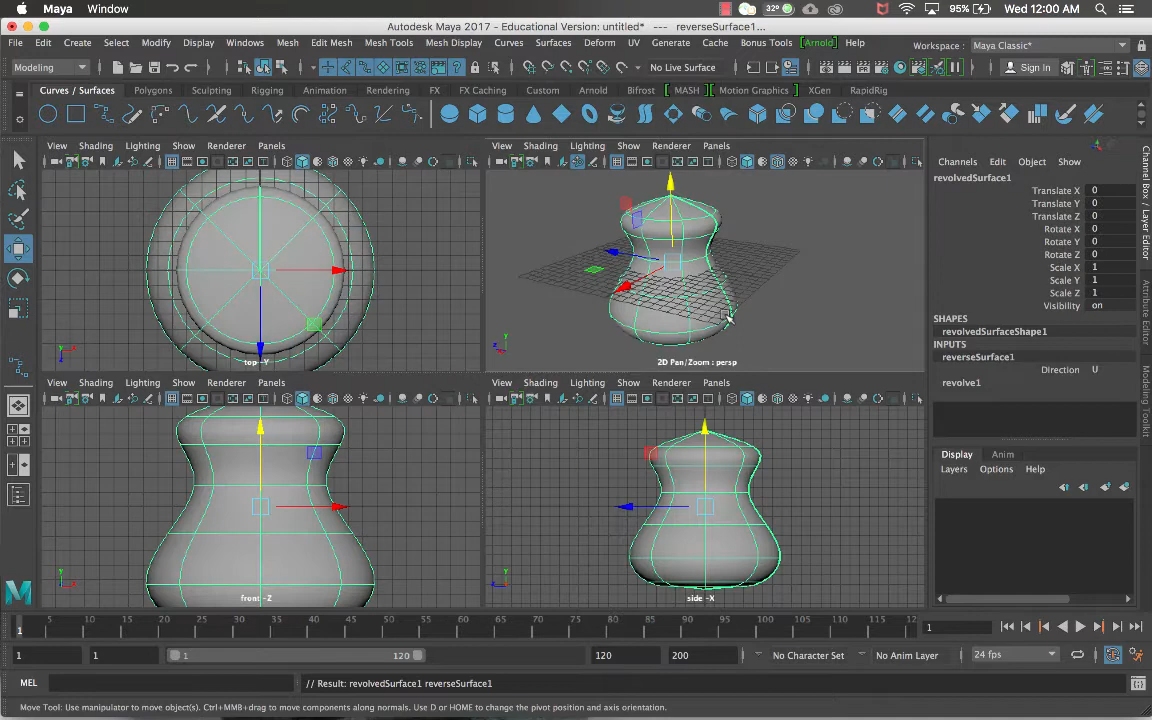 Maya Window 32° 95% Wed 12:00 AM
Autodesk Maya 2017 - Educational Version: untitled* --- reverseSurface1...
File Edit Create Select Modify Display Windows Mesh Edit Mesh Mesh Tools Mesh Display Curves Surfaces Deform UV Generate Cache Bonus Tools [Arnold] Help Workspace : Maya Classic*
Modeling No Live Surface Sign In
Curves / Surfaces Polygons Sculpting Rigging Animation Rendering FX FX Caching Custom Arnold Bifrost MASH Motion Graphics XGen RapidRig
View Shading Lighting Show Renderer Panels
View Shading Lighting Show Renderer Panels
top -Y
2D Pan/Zoom : persp
View Shading Lighting Show Renderer Panels
View Shading Lighting Show Renderer Panels
front -Z
side -X
Channels Edit Object Show
revolvedSurface1
Translate X 0
Translate Y 0
Translate Z 0
Rotate X 0
Rotate Y 0
Rotate Z 0
Scale X 1
Scale Y 1
Scale Z 1
Visibility on
SHAPES
revolvedSurfaceShape1
INPUTS
reverseSurface1
Direction U
revolve1
Display Anim
Layers Options Help
Channel Box / Layer Editor
Attribute Editor
Modeling Toolkit
5 10 15 20 25 30 35 40 45 50 55 60 65 70 75 80 85 90 95 100 105 110 115 12
1 1
1 1 1 120 120 200 No Character Set No Anim Layer 24 fps
MEL // Result: revolvedSurface1 reverseSurface1
Move Tool: Use manipulator to move object(s). Ctrl+MMB+drag to move components along normals. Use D or HOME to change the pivot position and axis orientation.